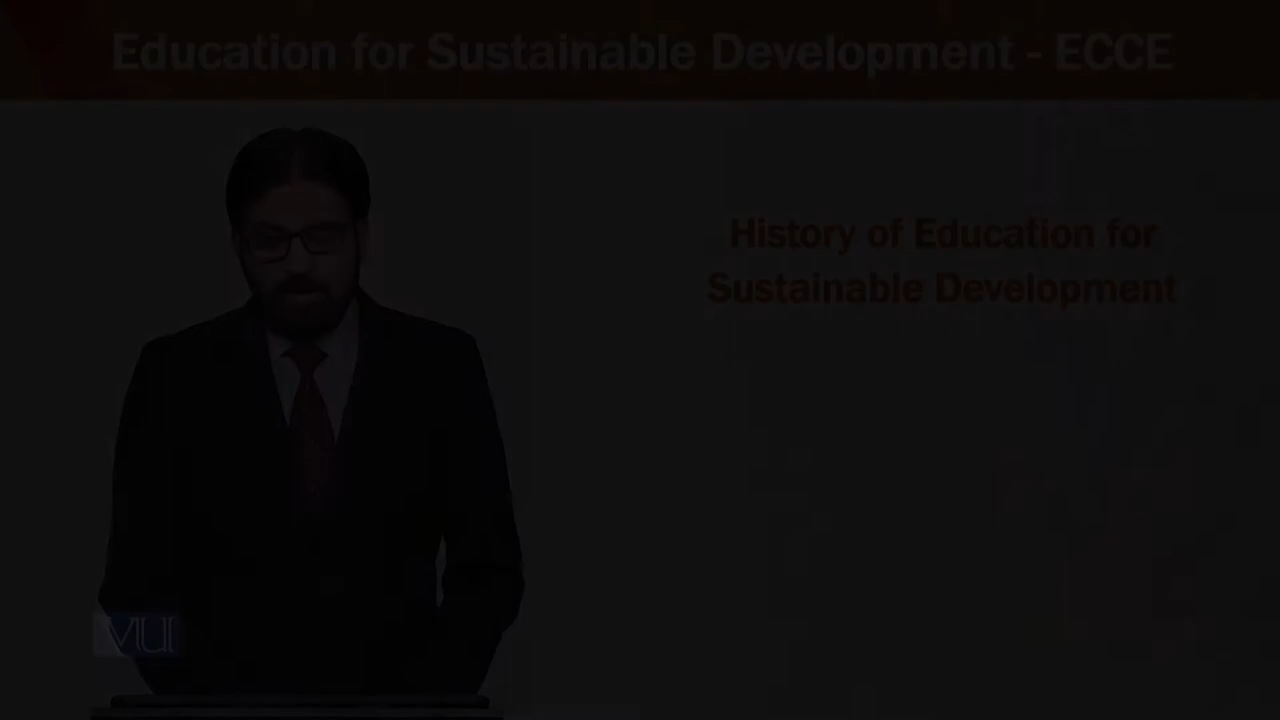 Education for Sustainable Development - ECCE
History of Education for
Sustainable Development
VU